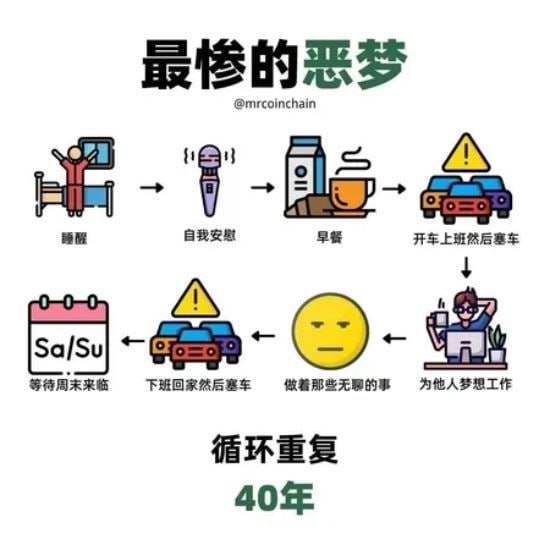 最惨的恶梦
@mrcoinchain
睡醒
自我安慰
早餐
开车上班然后塞车
为他人梦想工作
做着那些无聊的事
下班回家然后塞车
Sa/Su
等待周末来临
循环重复
40年